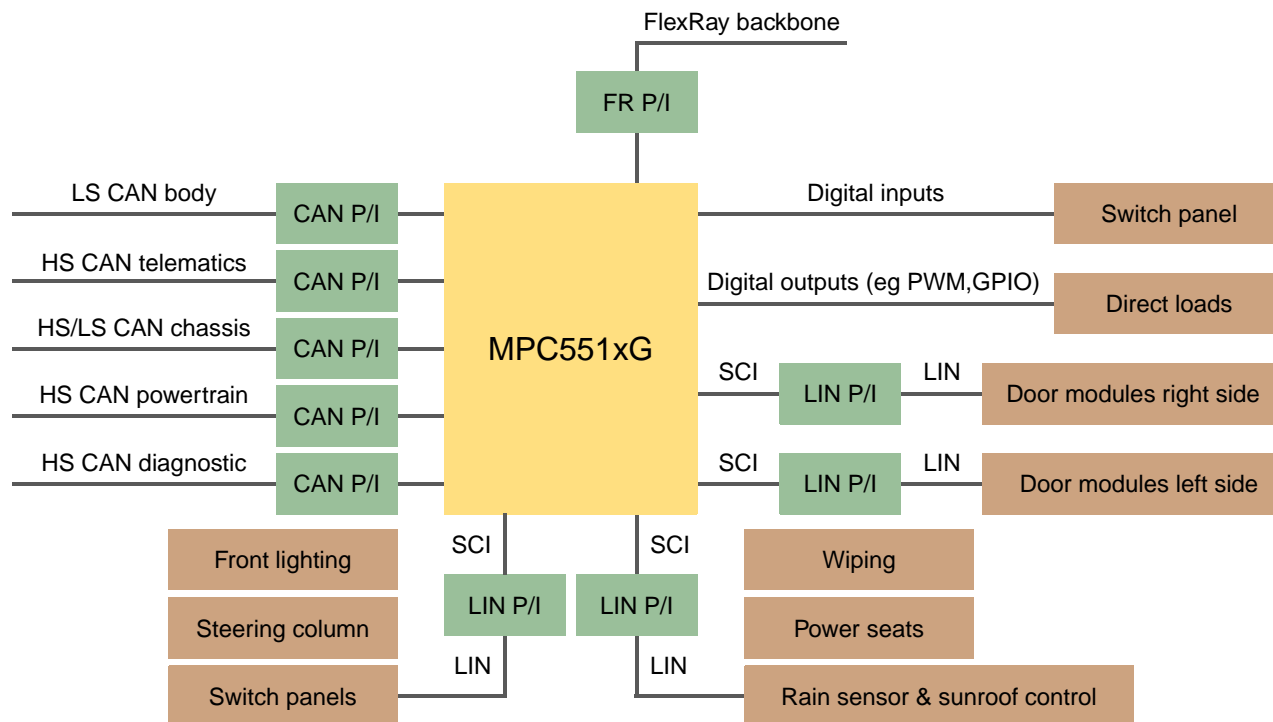 FlexRay backbone
FR P/I
LS CAN body
CAN P/I
HS CAN telematics
CAN P/I
HS/LS CAN chassis
CAN P/I
HS CAN powertrain
CAN P/I
HS CAN diagnostic
CAN P/I
MPC551xG
Digital inputs
Switch panel
Digital outputs (eg PWM,GPIO)
Direct loads
SCI
LIN P/I
LIN
Door modules right side
SCI
LIN P/I
LIN
Door modules left side
Front lighting
Steering column
Switch panels
SCI
LIN P/I
LIN
SCI
LIN P/I
LIN
Wiping
Power seats
Rain sensor & sunroof control